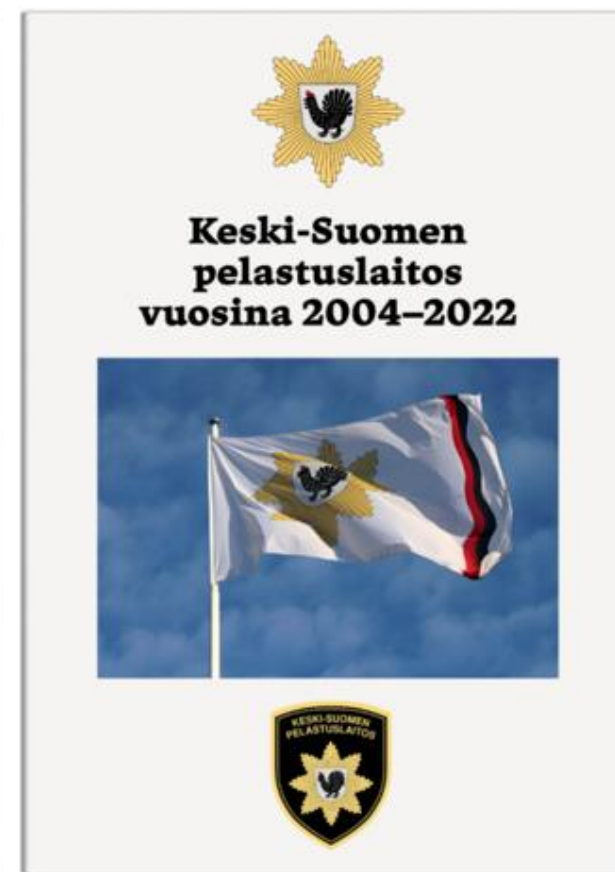 Keski-Suomen
pelastuslaitos
vuosina 2004–2022
KESKI-SUOMEN
PELASTUSLAITOS